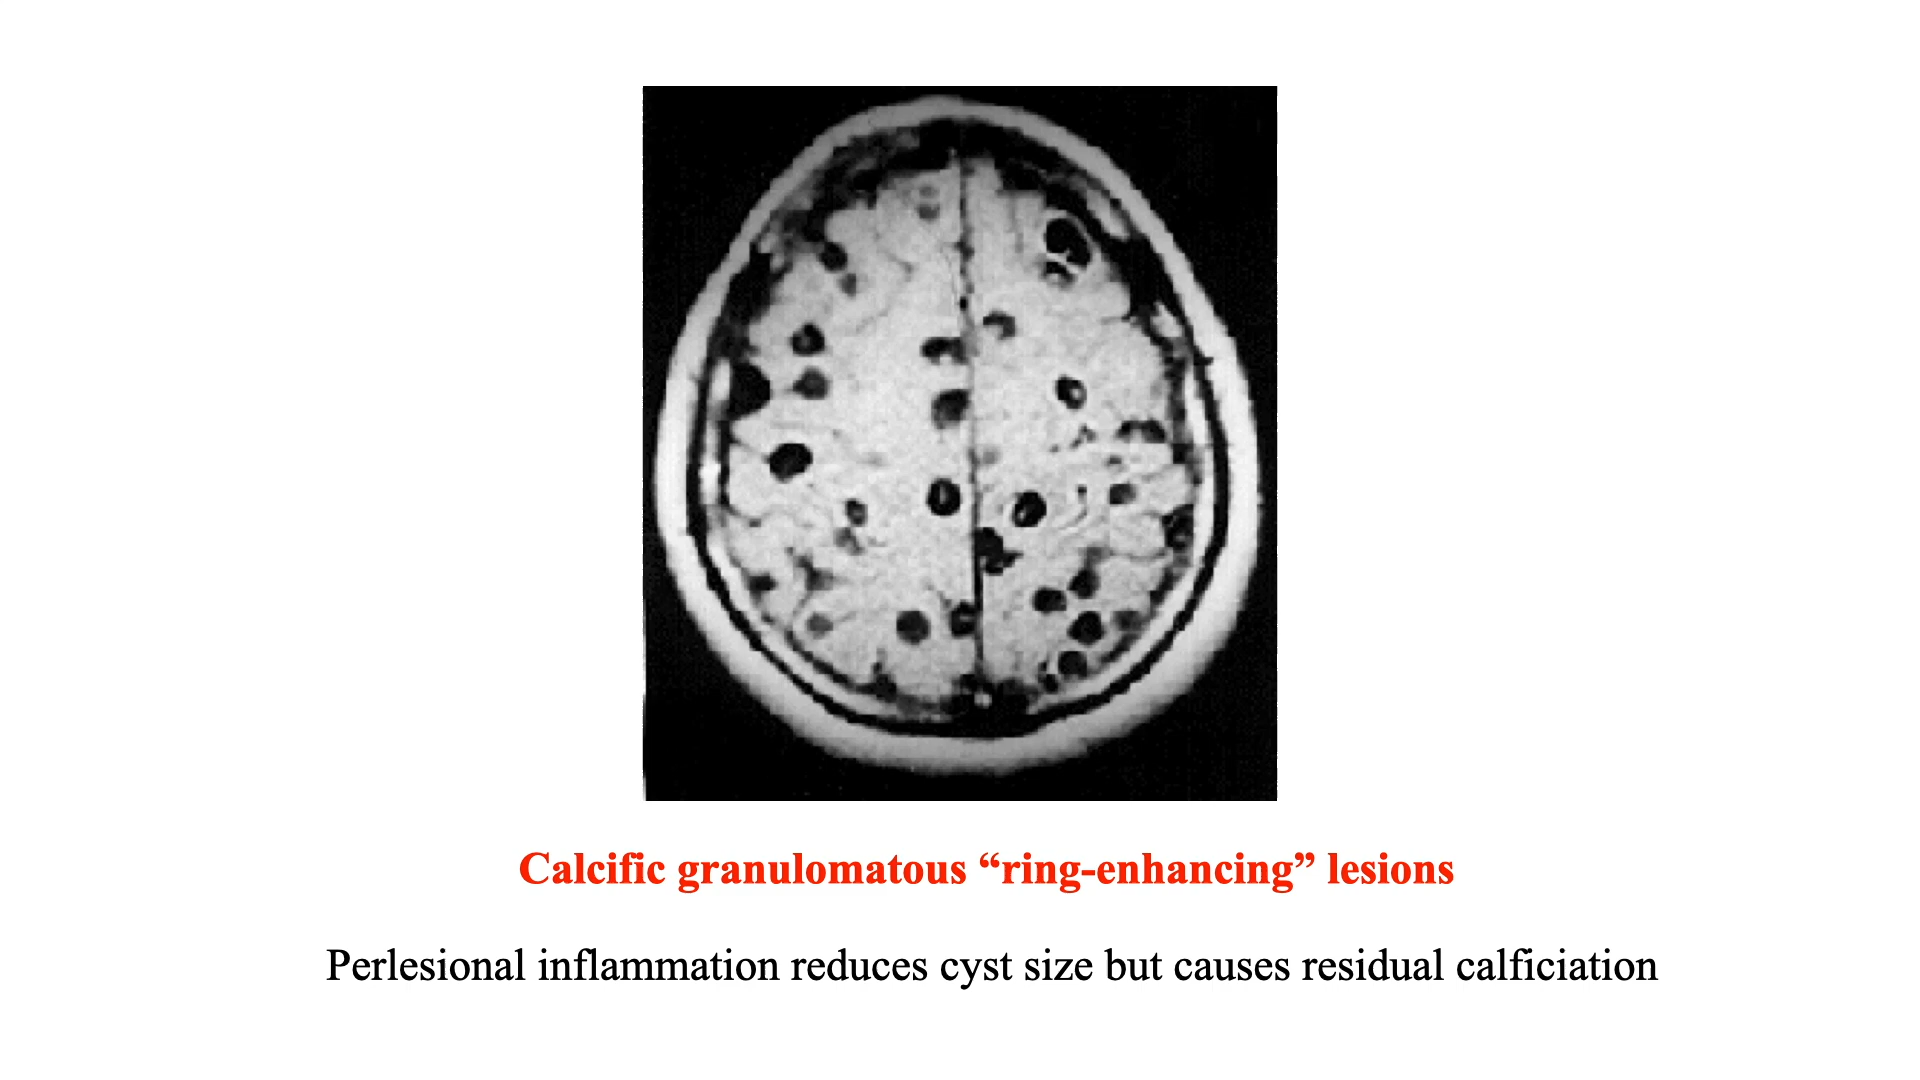 Calcific granulomatous “ring-enhancing” lesions
Perlesional inflammation reduces cyst size but causes residual calficiation